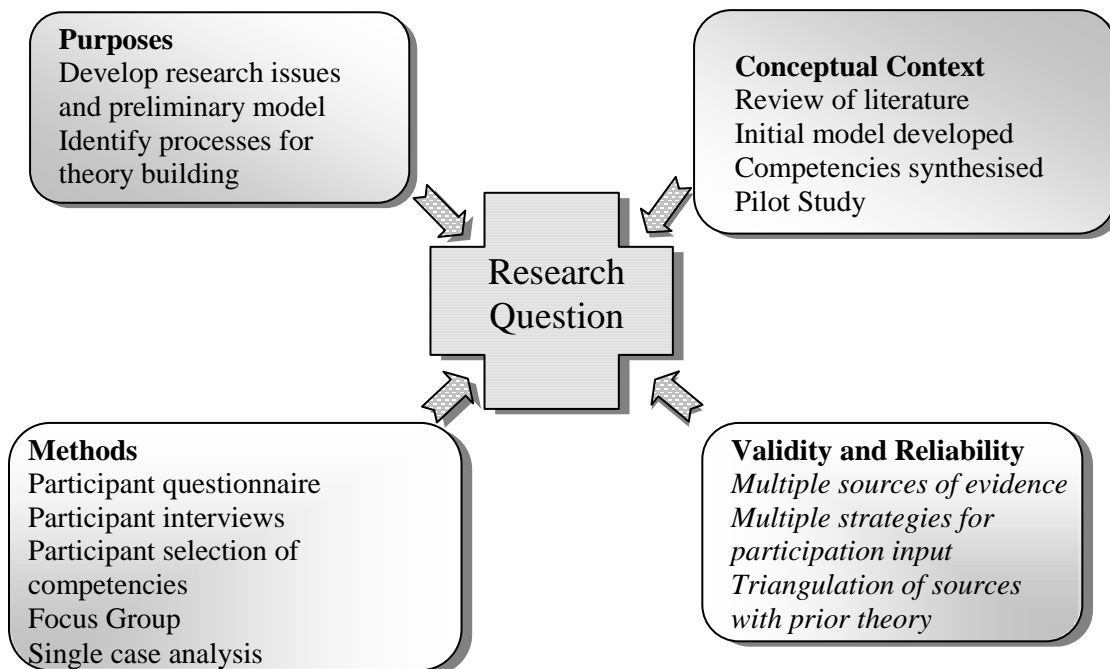 Purposes
Develop research issues
and preliminary model
Identify processes for
theory building
Conceptual Context
Review of literature
Initial model developed
Competencies synthesised
Pilot Study
Research
Question
Methods
Participant questionnaire
Participant interviews
Participant selection of
competencies
Focus Group
Single case analysis
Validity and Reliability
Multiple sources of evidence
Multiple strategies for
participation input
Triangulation of sources
with prior theory